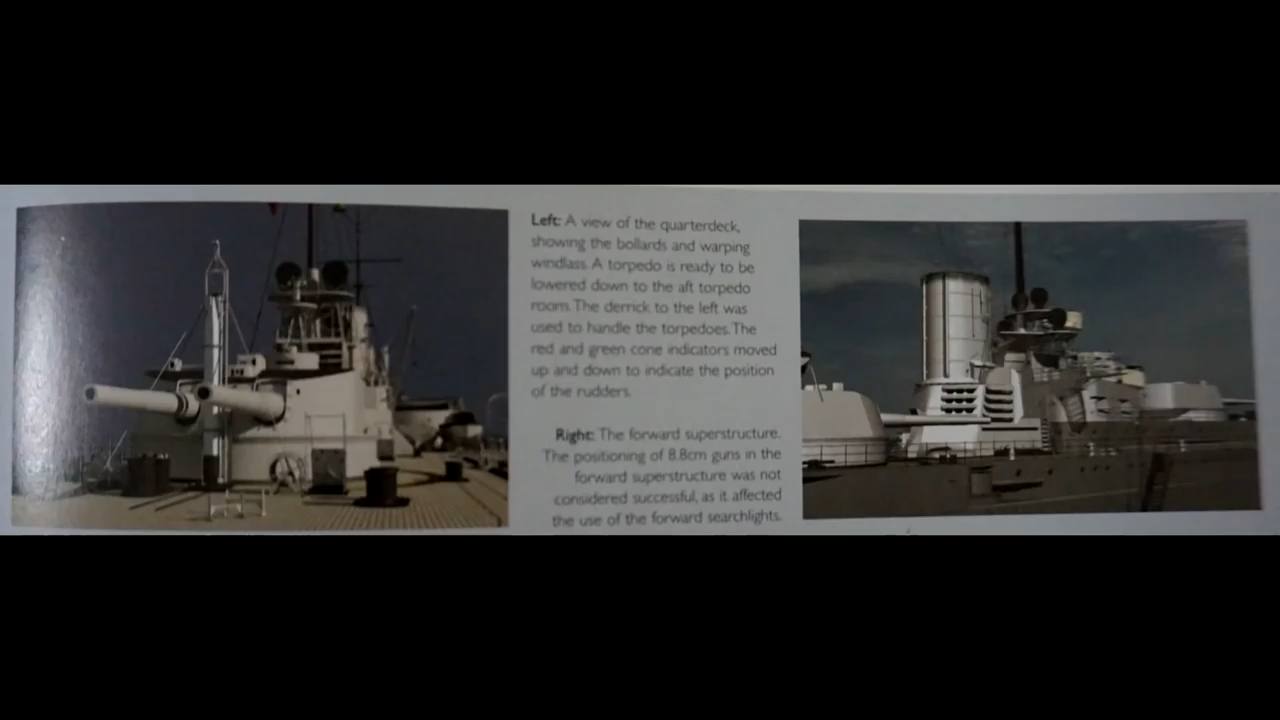 Left: A view of the quarterdeck,
showing the bollards and warping
windlass. A torpedo is ready to be
lowered down to the aft torpedo
room. The derrick to the left was
used to handle the torpedoes. The
red and green cone indicators moved
up and down to indicate the position
of the rudders.
Right: The forward superstructure.
The positioning of 8.8cm guns in the
forward superstructure was not
considered successful, as it affected
the use of the forward searchlights.